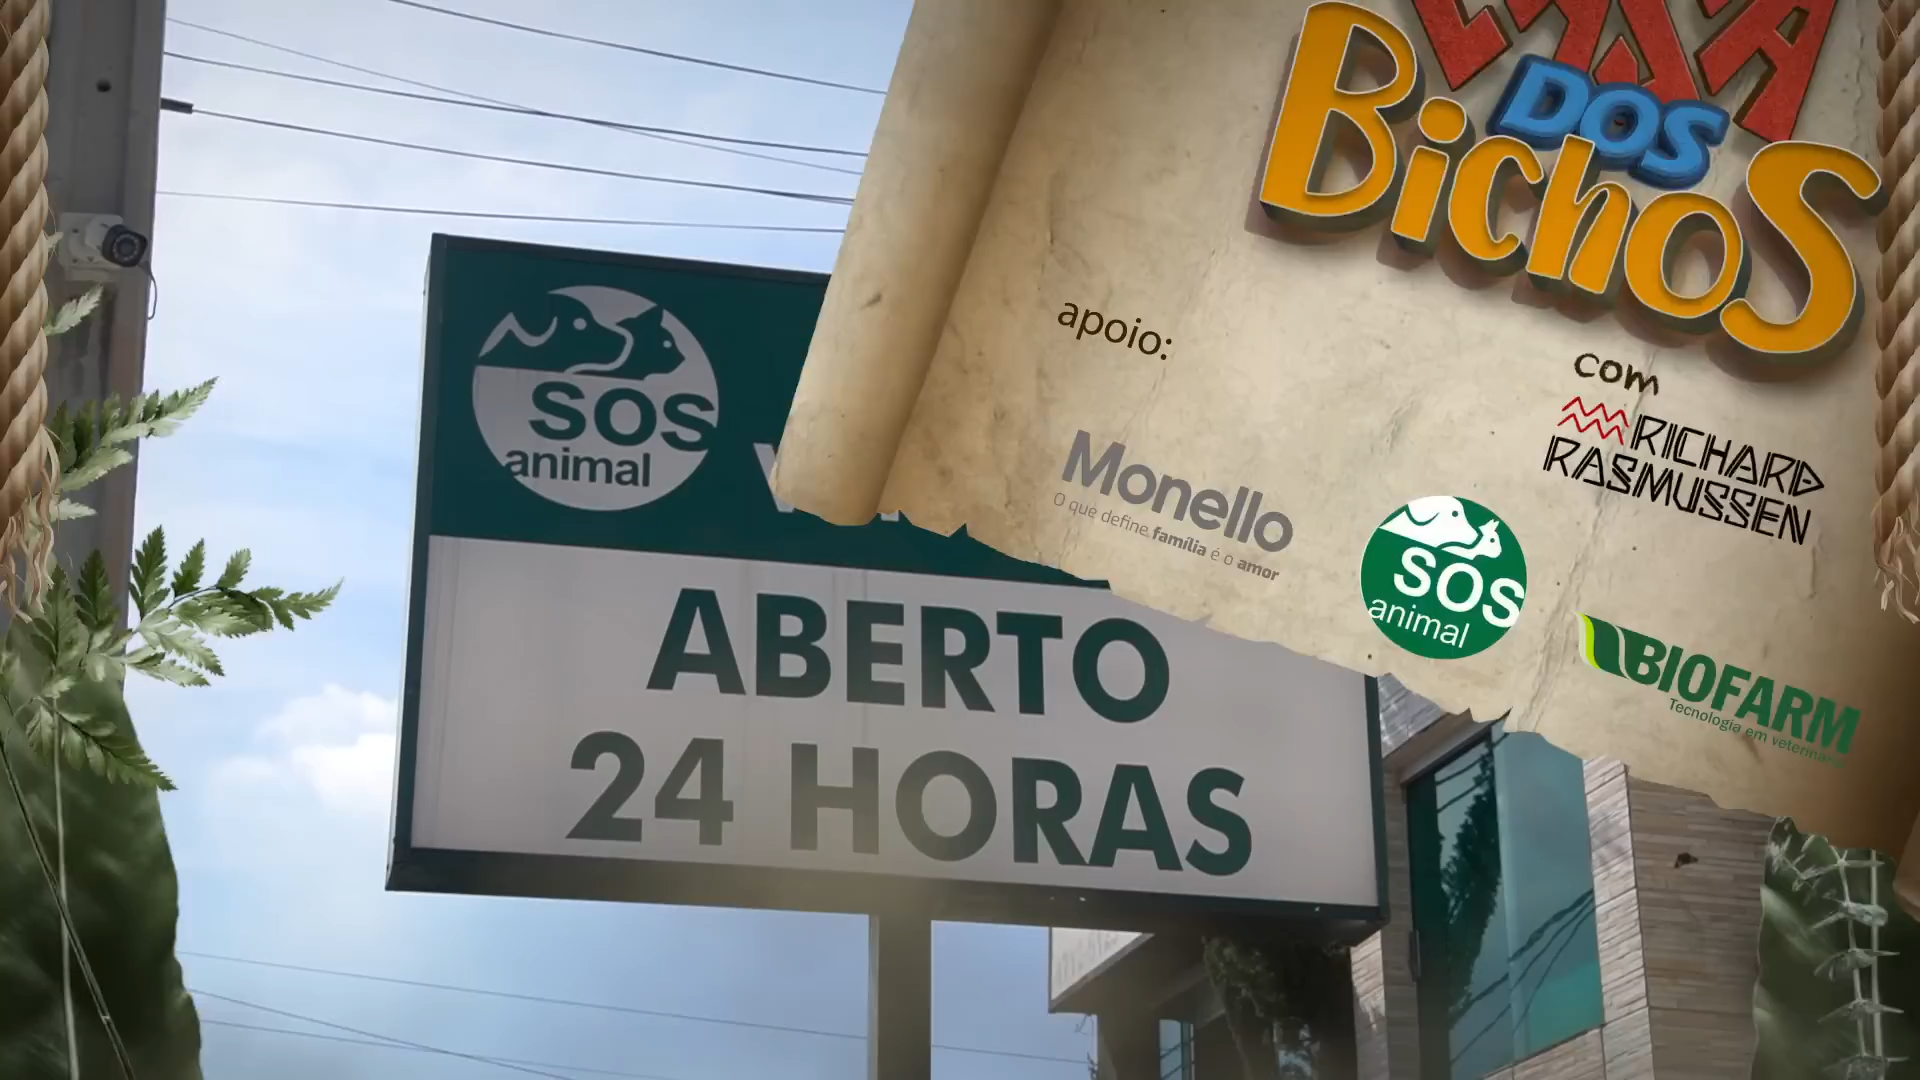 CASA
DOS
BichoS
apoio:
com
RICHARD
RASMUSSEN
Monello
O que define família é o amor
SOS
animal
BIOFARM
Tecnologia em veterinária
SOS
animal
ABERTO
24 HORAS